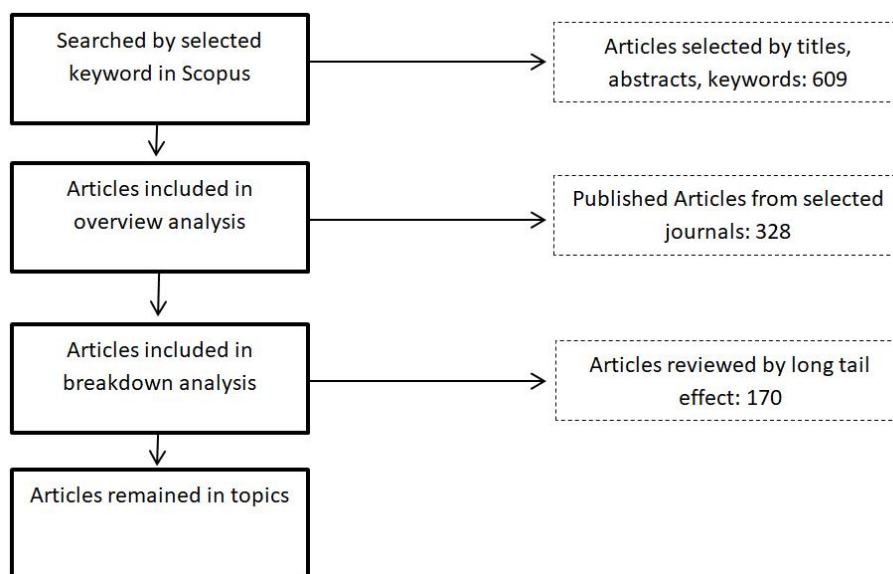 Searched by selected
keyword in Scopus
Articles selected by titles,
abstracts, keywords: 609
Articles included in
overview analysis
Published Articles from selected
journals: 328
Articles included in
breakdown analysis
Articles reviewed by long tail
effect: 170
Articles remained in topics